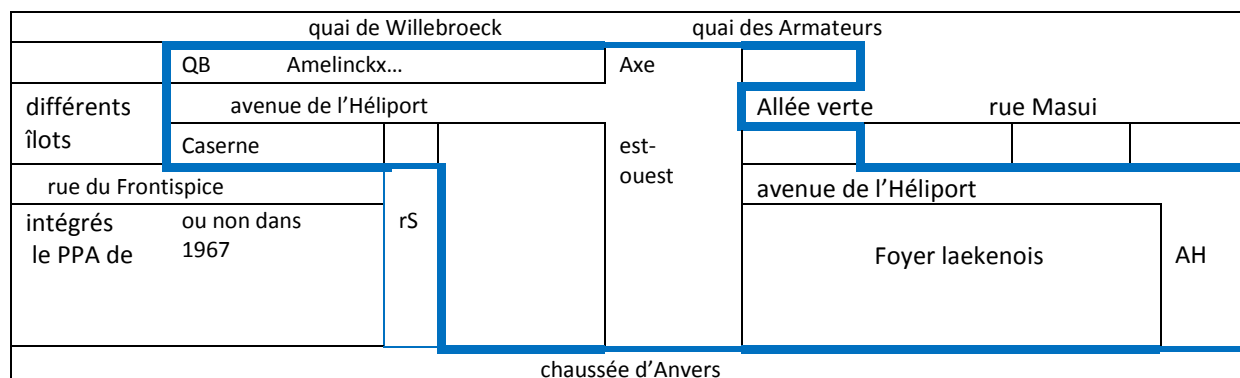 quai de Willebroeck quai des Armateurs
QB Amelinckx… Axe
différents avenue de l’Héliport Allée verte rue Masui
îlots Caserne est-
ouest
rue du Frontispice avenue de l’Héliport
intégrés ou non dans rS
le PPA de 1967 Foyer laekenois AH
chaussée d’Anvers